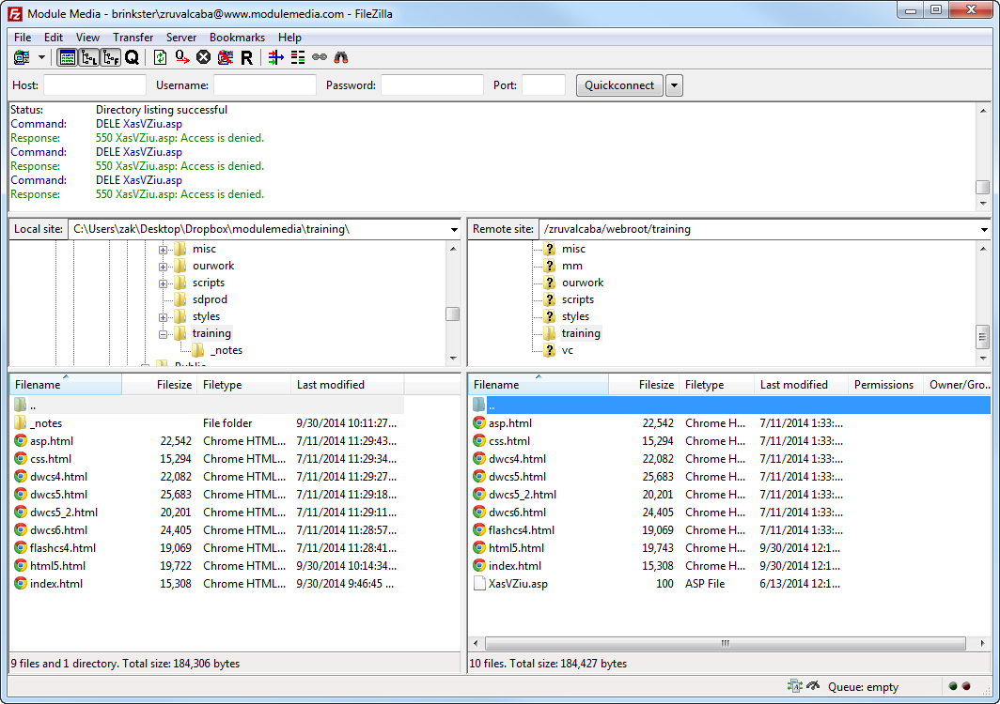 Module Media - brinkster\zruvalcaba@www.modulemedia.com - FileZilla
File Edit View Transfer Server Bookmarks Help
Host: Username: Password: Port: Quickconnect
Status: Directory listing successful
Command: DELE XasVZiu.asp
Response: 550 XasVZiu.asp: Access is denied.
Command: DELE XasVZiu.asp
Response: 550 XasVZiu.asp: Access is denied.
Command: DELE XasVZiu.asp
Response: 550 XasVZiu.asp: Access is denied.
Local site: C:\Users\zak\Desktop\Dropbox\modulemedia\training\
misc
ourwork
scripts
sdprod
styles
training
_notes
Public
Filename Filesize Filetype Last modified
..
_notes File folder 9/30/2014 10:11:27...
asp.html 22,542 Chrome HTML... 7/11/2014 11:29:43...
css.html 15,294 Chrome HTML... 7/11/2014 11:29:34...
dwcs4.html 22,082 Chrome HTML... 7/11/2014 11:29:27...
dwcs5.html 25,683 Chrome HTML... 7/11/2014 11:29:18...
dwcs5_2.html 20,201 Chrome HTML... 7/11/2014 11:29:11...
dwcs6.html 24,405 Chrome HTML... 7/11/2014 11:28:57...
flashcs4.html 19,069 Chrome HTML... 7/11/2014 11:28:41...
html5.html 19,722 Chrome HTML... 9/30/2014 10:14:34...
index.html 15,308 Chrome HTML... 9/30/2014 9:46:45 ...
9 files and 1 directory. Total size: 184,306 bytes
Remote site: /zruvalcaba/webroot/training
misc
mm
ourwork
scripts
styles
training
vc
Filename Filesize Filetype Last modified Permissions Owner/Gro...
..
asp.html 22,542 Chrome H... 7/11/2014 1:33:...
css.html 15,294 Chrome H... 7/11/2014 1:33:...
dwcs4.html 22,082 Chrome H... 7/11/2014 1:33:...
dwcs5.html 25,683 Chrome H... 7/11/2014 1:33:...
dwcs5_2.html 20,201 Chrome H... 7/11/2014 1:33:...
dwcs6.html 24,405 Chrome H... 7/11/2014 1:33:...
flashcs4.html 19,069 Chrome H... 7/11/2014 1:33:...
html5.html 19,743 Chrome H... 9/30/2014 12:1...
index.html 15,308 Chrome H... 9/30/2014 12:1...
XasVZiu.asp 100 ASP File 6/13/2014 12:1...
10 files. Total size: 184,427 bytes
Queue: empty